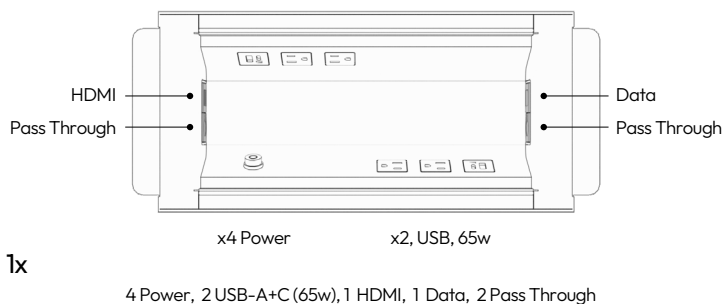 HDMI
Data
Pass Through
Pass Through
x4 Power
x2, USB, 65w
1x
4 Power, 2 USB-A+C (65w), 1 HDMI, 1 Data, 2 Pass Through